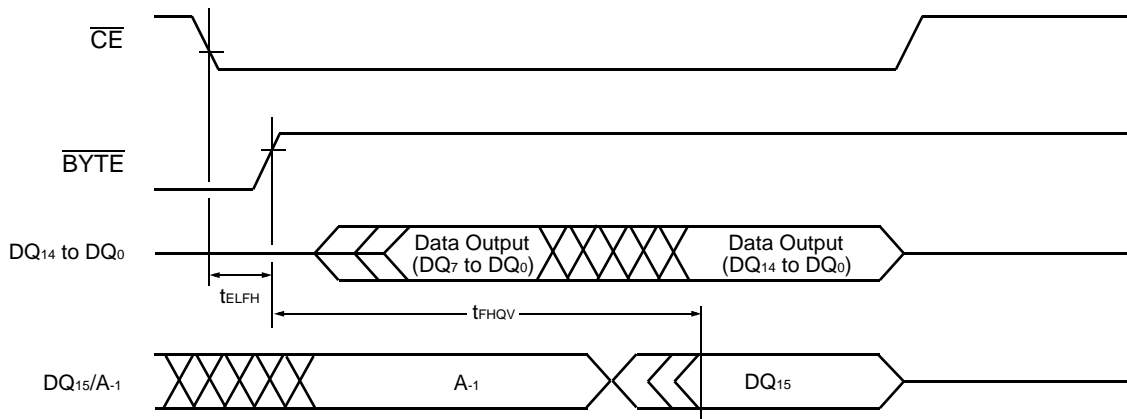 CE
BYTE
DQ14 to DQ0
Data Output
(DQ7 to DQ0)
Data Output
(DQ14 to DQ0)
tELFH
tFHQV
DQ15/A-1
A-1
DQ15